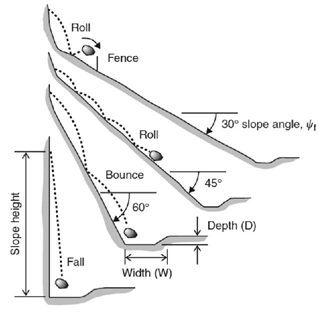 Roll
Fence
30° slope angle, ψf
Roll
Bounce
45°
60°
Depth (D)
Slope height
Fall
Width (W)